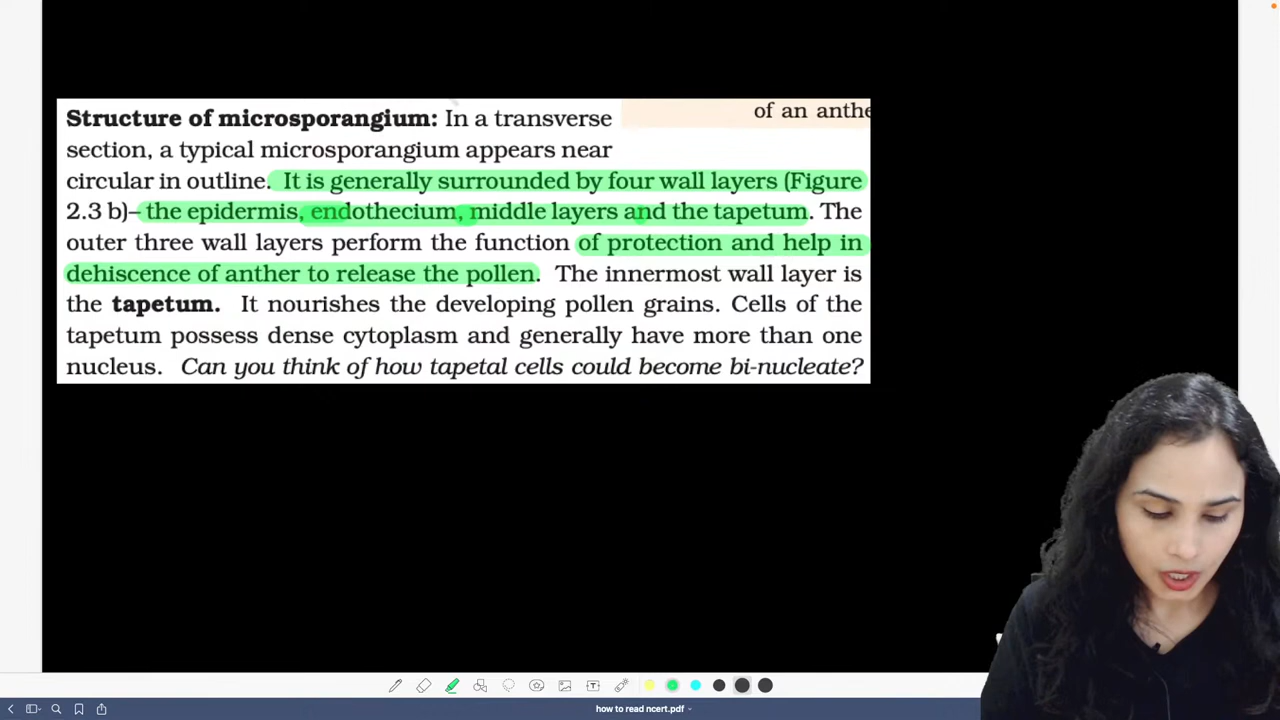 of an anthe
Structure of microsporangium: In a transverse
section, a typical microsporangium appears near
circular in outline. It is generally surrounded by four wall layers (Figure
2.3 b)– the epidermis, endothecium, middle layers and the tapetum. The
outer three wall layers perform the function of protection and help in
dehiscence of anther to release the pollen. The innermost wall layer is
the tapetum. It nourishes the developing pollen grains. Cells of the
tapetum possess dense cytoplasm and generally have more than one
nucleus. Can you think of how tapetal cells could become bi-nucleate?
how to read ncert.pdf